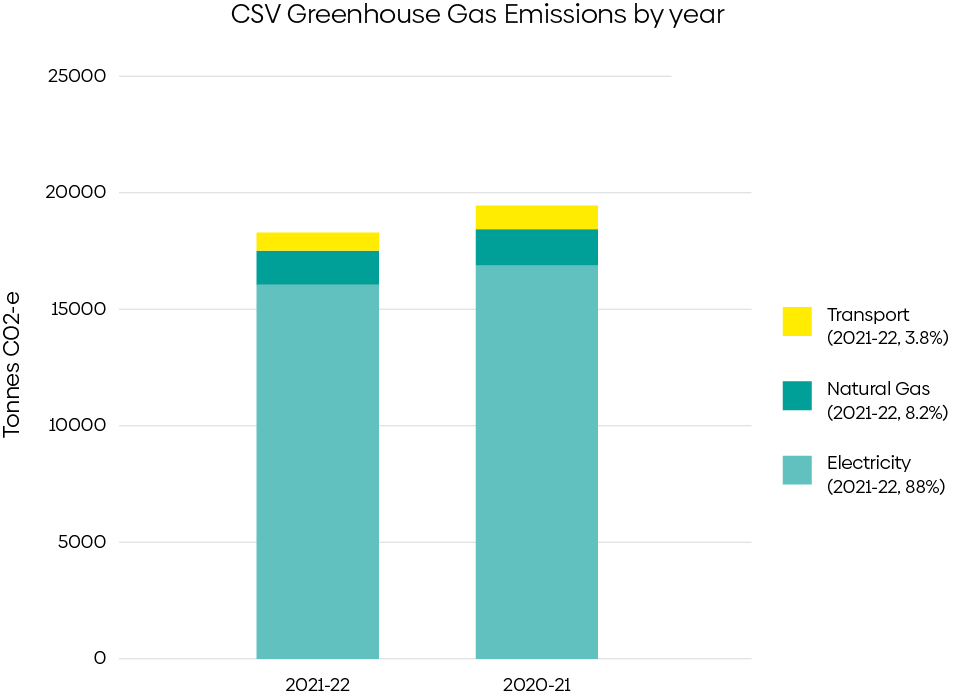 CSV Greenhouse Gas Emissions by year
25000
20000
15000
10000
5000
0
Tonnes CO2-e
2021-22
2020-21
Transport
(2021-22, 3.8%)
Natural Gas
(2021-22, 8.2%)
Electricity
(2021-22, 88%)